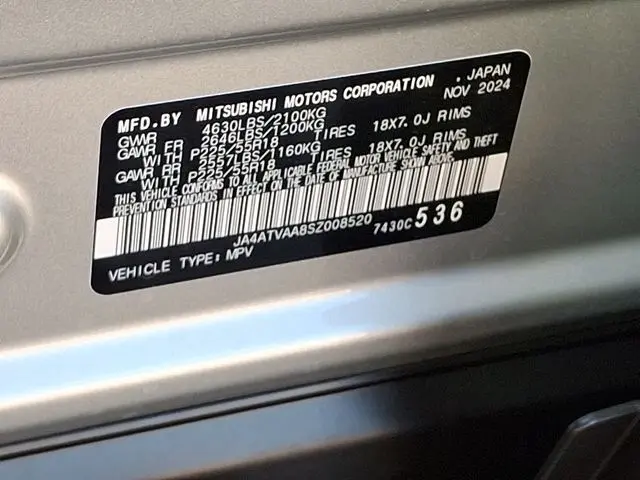 MFD.BY MITSUBISHI MOTORS CORPORATION . JAPAN
GVWR 4630LBS/2100KG NOV 2024
GAWR FR 2646LBS/1200KG
WITH P225/55R18 TIRES 18X7.0J RIMS
GAWR RR 2557LBS/1160KG
WITH P225/55R18 TIRES 18X7.0J RIMS
THIS VEHICLE CONFORMS TO ALL APPLICABLE FEDERAL MOTOR VEHICLE SAFETY AND THEFT
PREVENTION STANDARDS IN EFFECT ON THE DATE OF MANUFACTURE SHOWN ABOVE.
JA4ATVAA8SZ008520 7430C 536
VEHICLE TYPE: MPV